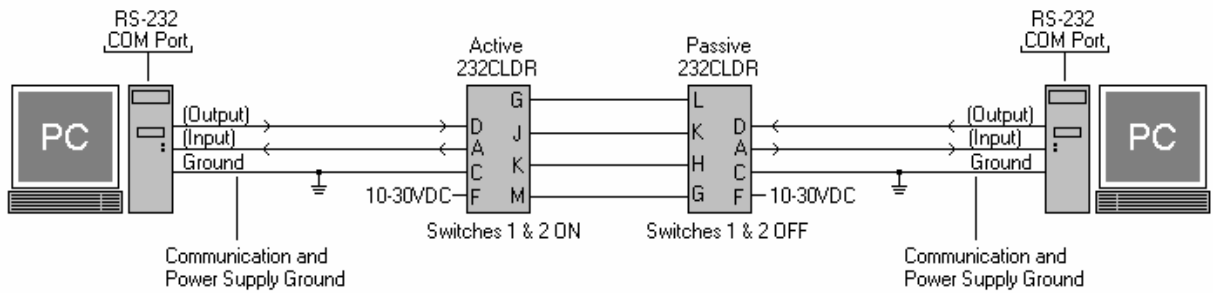 RS-232
COM Port
RS-232
COM Port
Active
232CLDR
Passive
232CLDR
PC
(Output)
(Input)
Ground
D
A
C
10-30VDC
F
G
J
K
M
L
K
H
G
D
A
C
F
10-30VDC
(Output)
(Input)
Ground
PC
Switches 1 & 2 ON
Switches 1 & 2 OFF
Communication and
Power Supply Ground
Communication and
Power Supply Ground